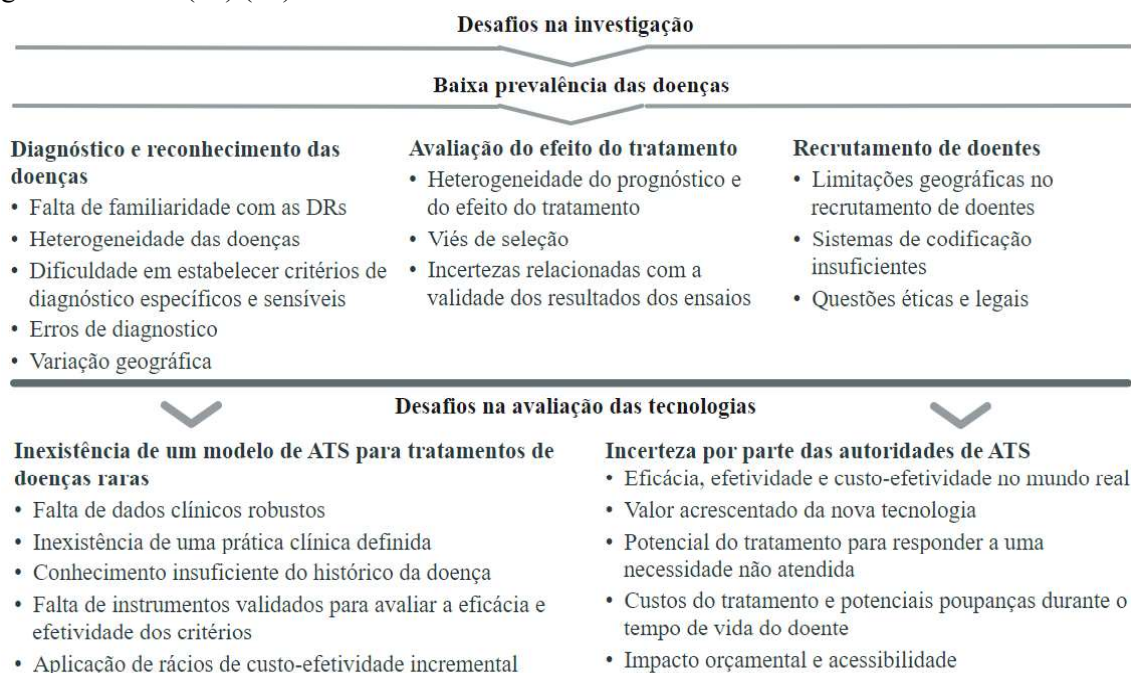 Desafios na investigação
Baixa prevalência das doenças
Diagnóstico e reconhecimento das
doenças
• Falta de familiaridade com as DRs
• Heterogeneidade das doenças
• Dificuldade em estabelecer critérios de
diagnóstico específicos e sensíveis
• Erros de diagnostico
• Variação geográfica
Avaliação do efeito do tratamento
• Heterogeneidade do prognóstico e
do efeito do tratamento
• Viés de seleção
• Incertezas relacionadas com a
validade dos resultados dos ensaios
Recrutamento de doentes
• Limitações geográficas no
recrutamento de doentes
• Sistemas de codificação
insuficientes
• Questões éticas e legais
Desafios na avaliação das tecnologias
Inexistência de um modelo de ATS para tratamentos de
doenças raras
• Falta de dados clínicos robustos
• Inexistência de uma prática clínica definida
• Conhecimento insuficiente do histórico da doença
• Falta de instrumentos validados para avaliar a eficácia e
efetividade dos critérios
• Aplicação de rácios de custo-efetividade incremental
Incerteza por parte das autoridades de ATS
• Eficácia, efetividade e custo-efetividade no mundo real
• Valor acrescentado da nova tecnologia
• Potencial do tratamento para responder a uma
necessidade não atendida
• Custos do tratamento e potenciais poupanças durante o
tempo de vida do doente
• Impacto orçamental e acessibilidade